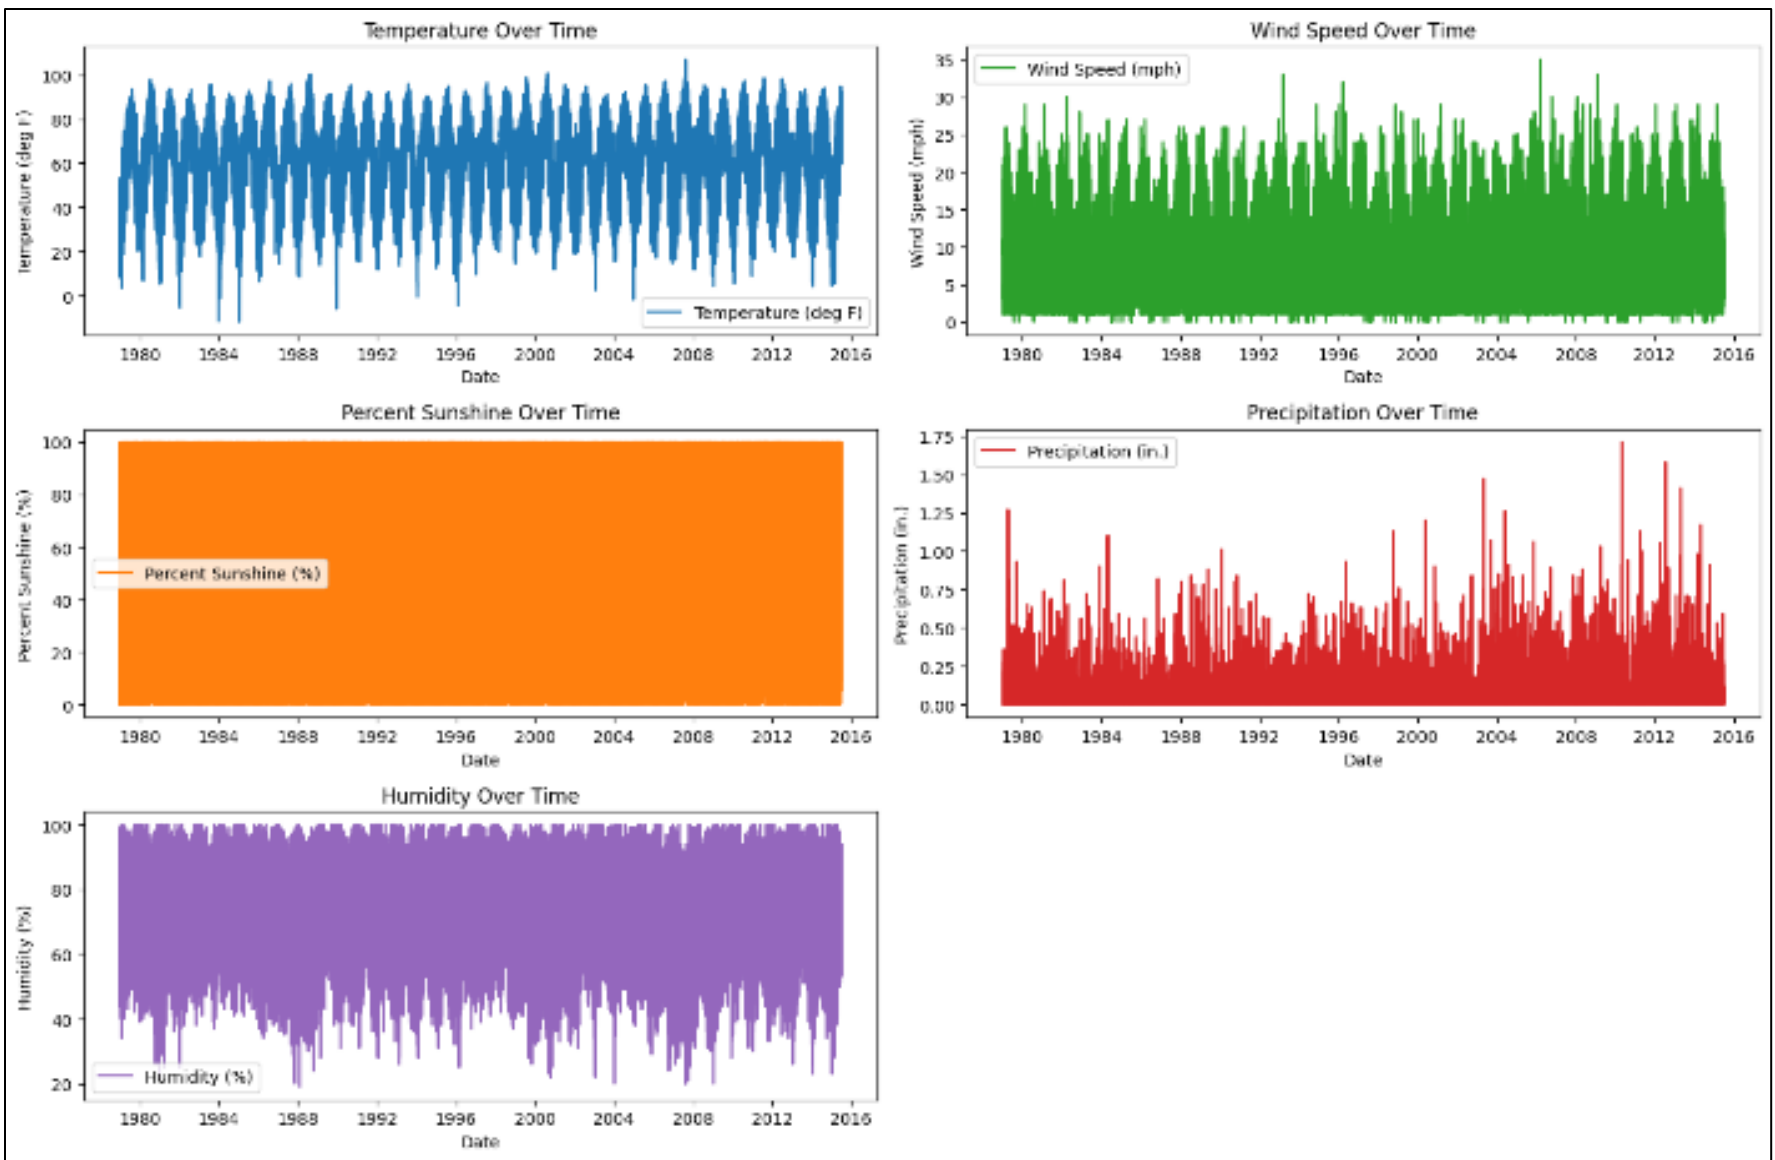 Temperature Over Time
Temperature (deg F)
100
80
60
40
20
0
Temperature (deg F)
1980 1984 1988 1992 1996 2000 2004 2008 2012 2016
Date
Wind Speed Over Time
Wind Speed (mph)
35
30
25
20
15
10
5
0
Wind Speed (mph)
1980 1984 1988 1992 1996 2000 2004 2008 2012 2016
Date
Percent Sunshine Over Time
Percent Sunshine (%)
100
80
60
40
20
0
Percent Sunshine (%)
1980 1984 1988 1992 1996 2000 2004 2008 2012 2016
Date
Precipitation Over Time
Precipitation (in.)
1.75
1.50
1.25
1.00
0.75
0.50
0.25
0.00
Precipitation (in.)
1980 1984 1988 1992 1996 2000 2004 2008 2012 2016
Date
Humidity Over Time
Humidity (%)
100
80
60
40
20
Humidity (%)
1980 1984 1988 1992 1996 2000 2004 2008 2012 2016
Date